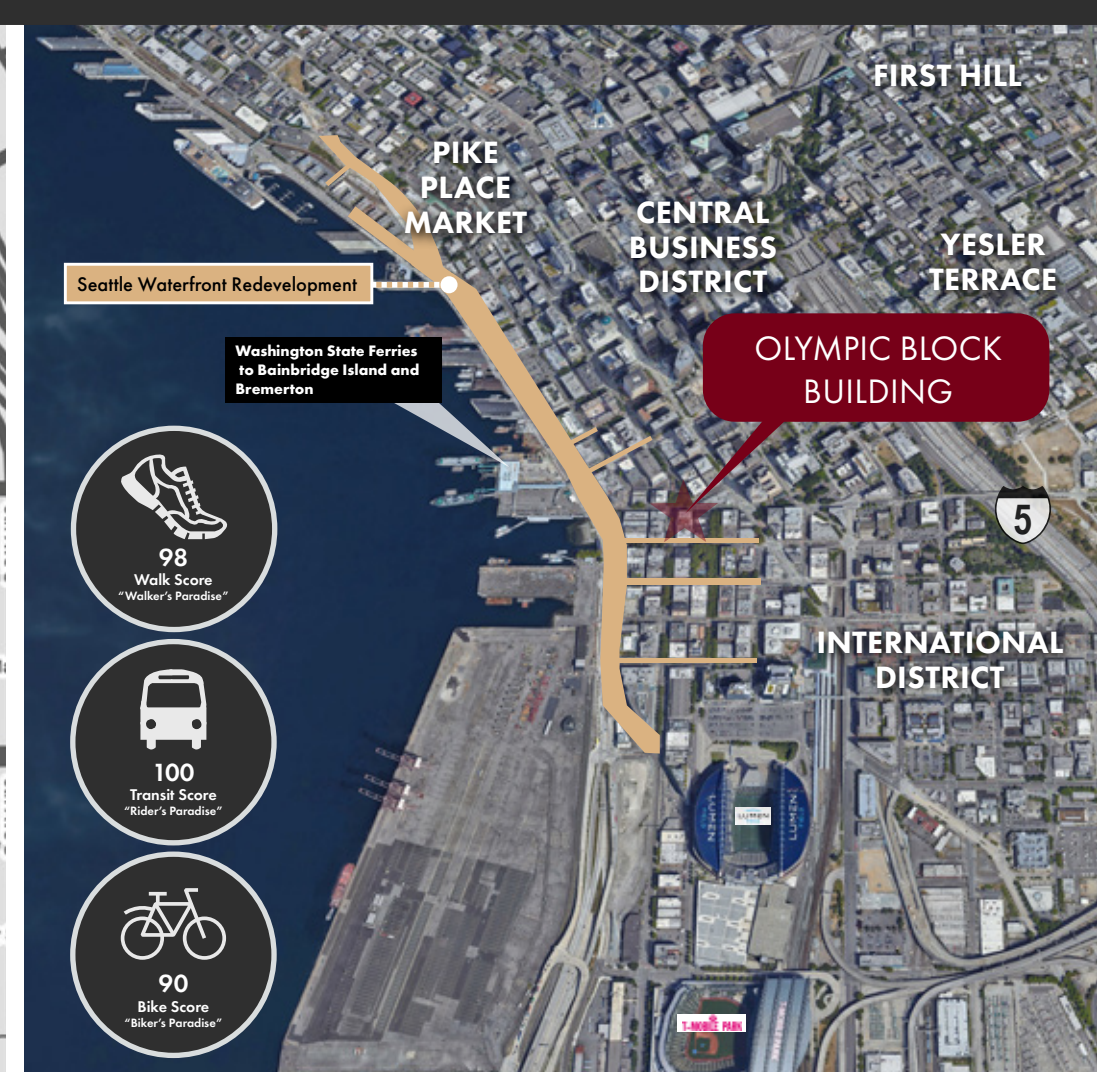 FIRST HILL
PIKE
PLACE
MARKET
CENTRAL
BUSINESS
DISTRICT
YESLER
TERRACE
Seattle Waterfront Redevelopment
OLYMPIC BLOCK
BUILDING
Washington State Ferries
to Bainbridge Island and
Bremerton
5
98
Walk Score
“Walker’s Paradise”
INTERNATIONAL
DISTRICT
100
Transit Score
“Rider’s Paradise”
LUMEN
LUMEN
LUMEN
90
Bike Score
“Biker’s Paradise”
T-MOBILE PARK